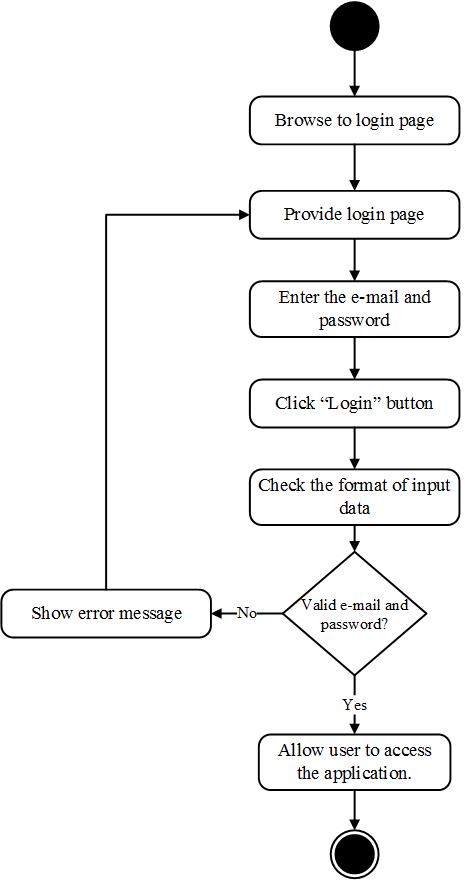 Browse to login page
Provide login page
Enter the e-mail and
password
Click “Login” button
Check the format of input
data
Valid e-mail and
password?
No
Show error message
Yes
Allow user to access
the application.